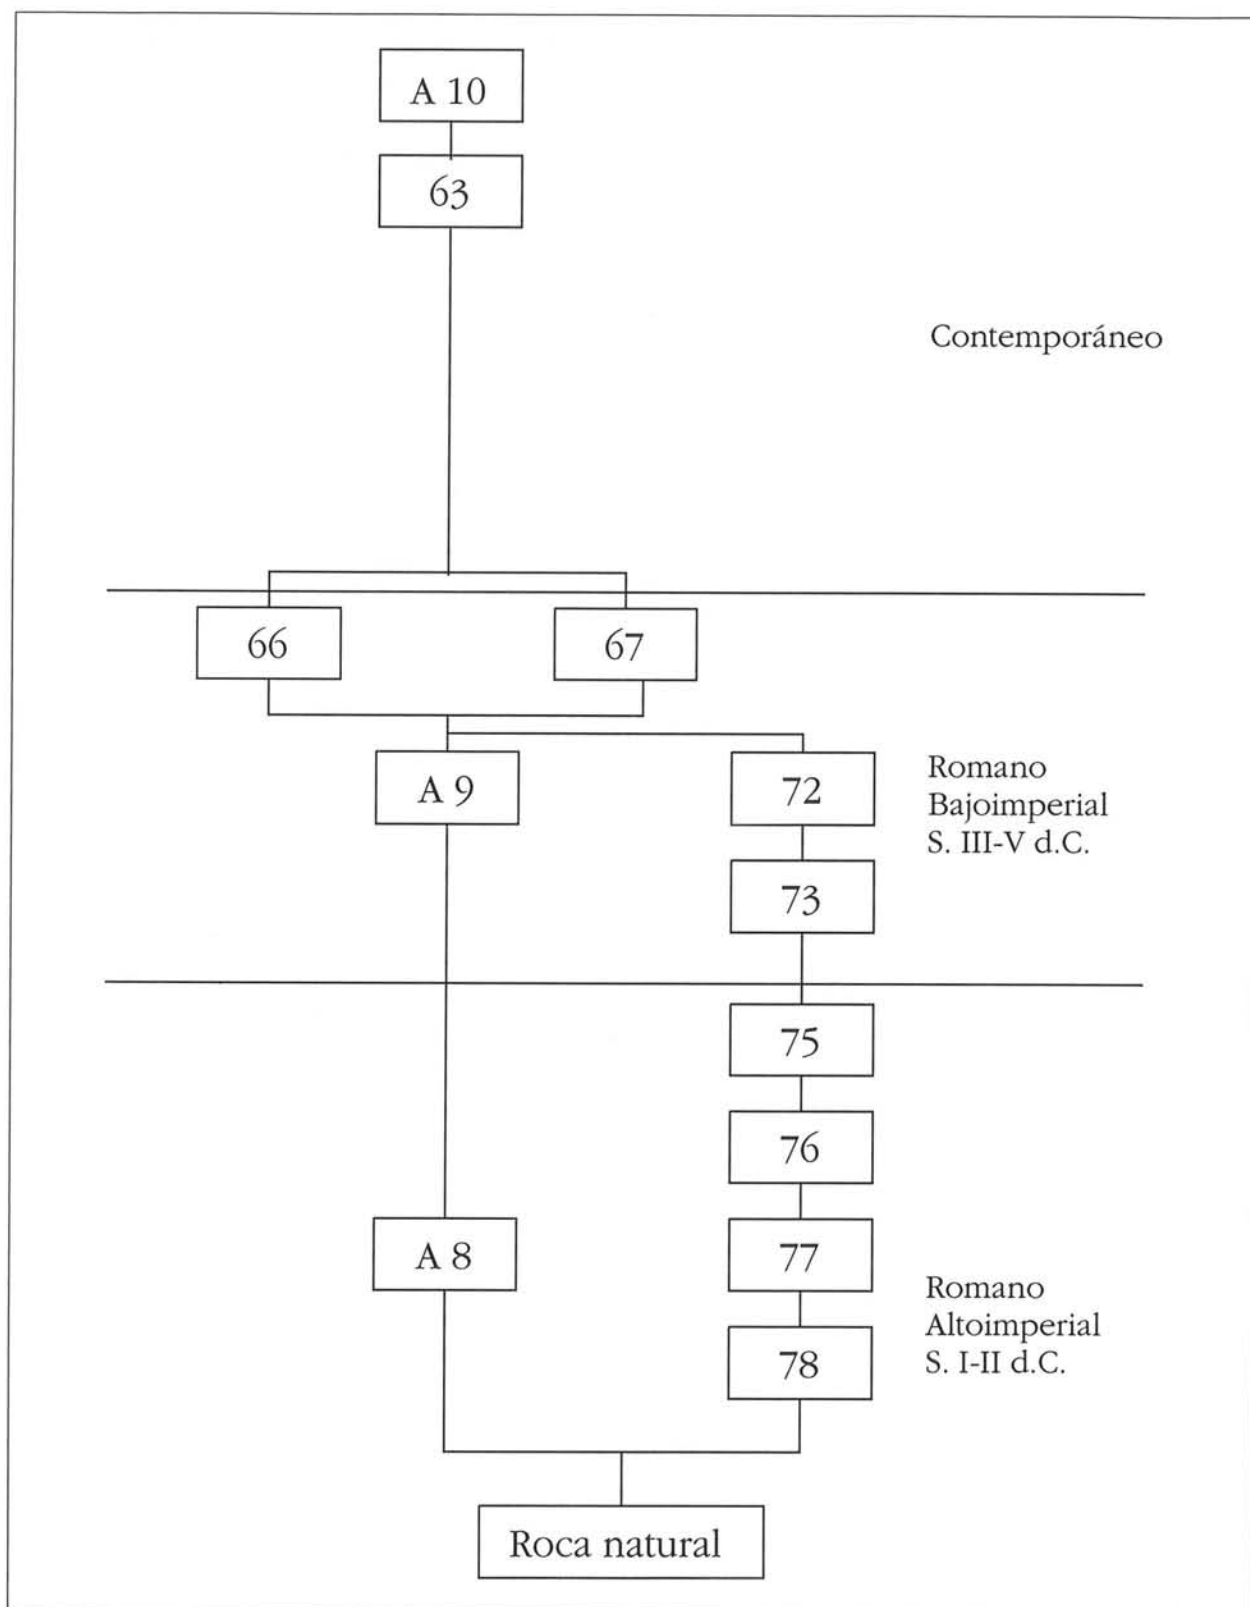 A 10
63
Contemporáneo
66
67
A 9
72
Romano
Bajoimperial
S. III-V d.C.
73
75
76
A 8
77
78
Romano
Altoimperial
S. I-II d.C.
Roca natural